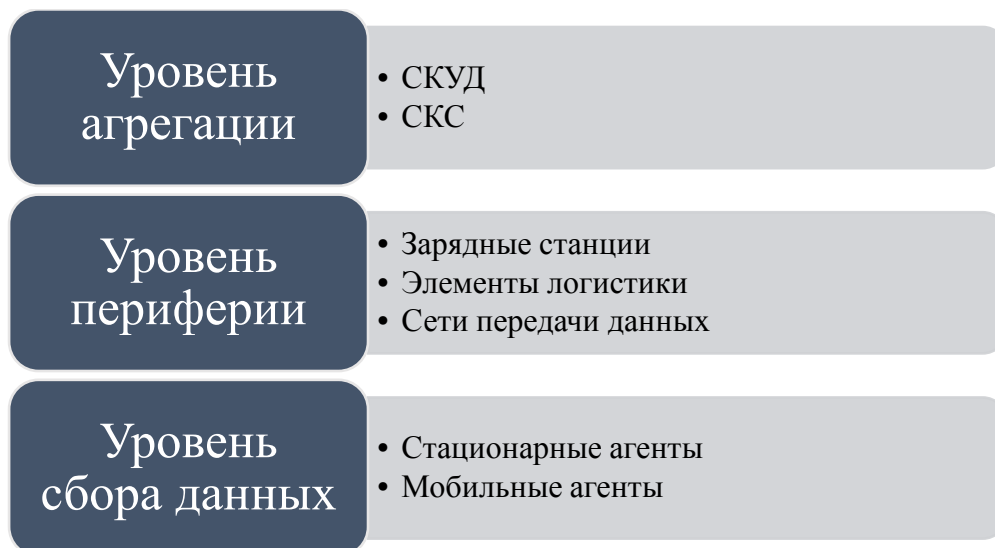 Уровень
агрегации
• СКУД
• СКС
Уровень
периферии
• Зарядные станции
• Элементы логистики
• Сети передачи данных
Уровень
сбора данных
• Стационарные агенты
• Мобильные агенты